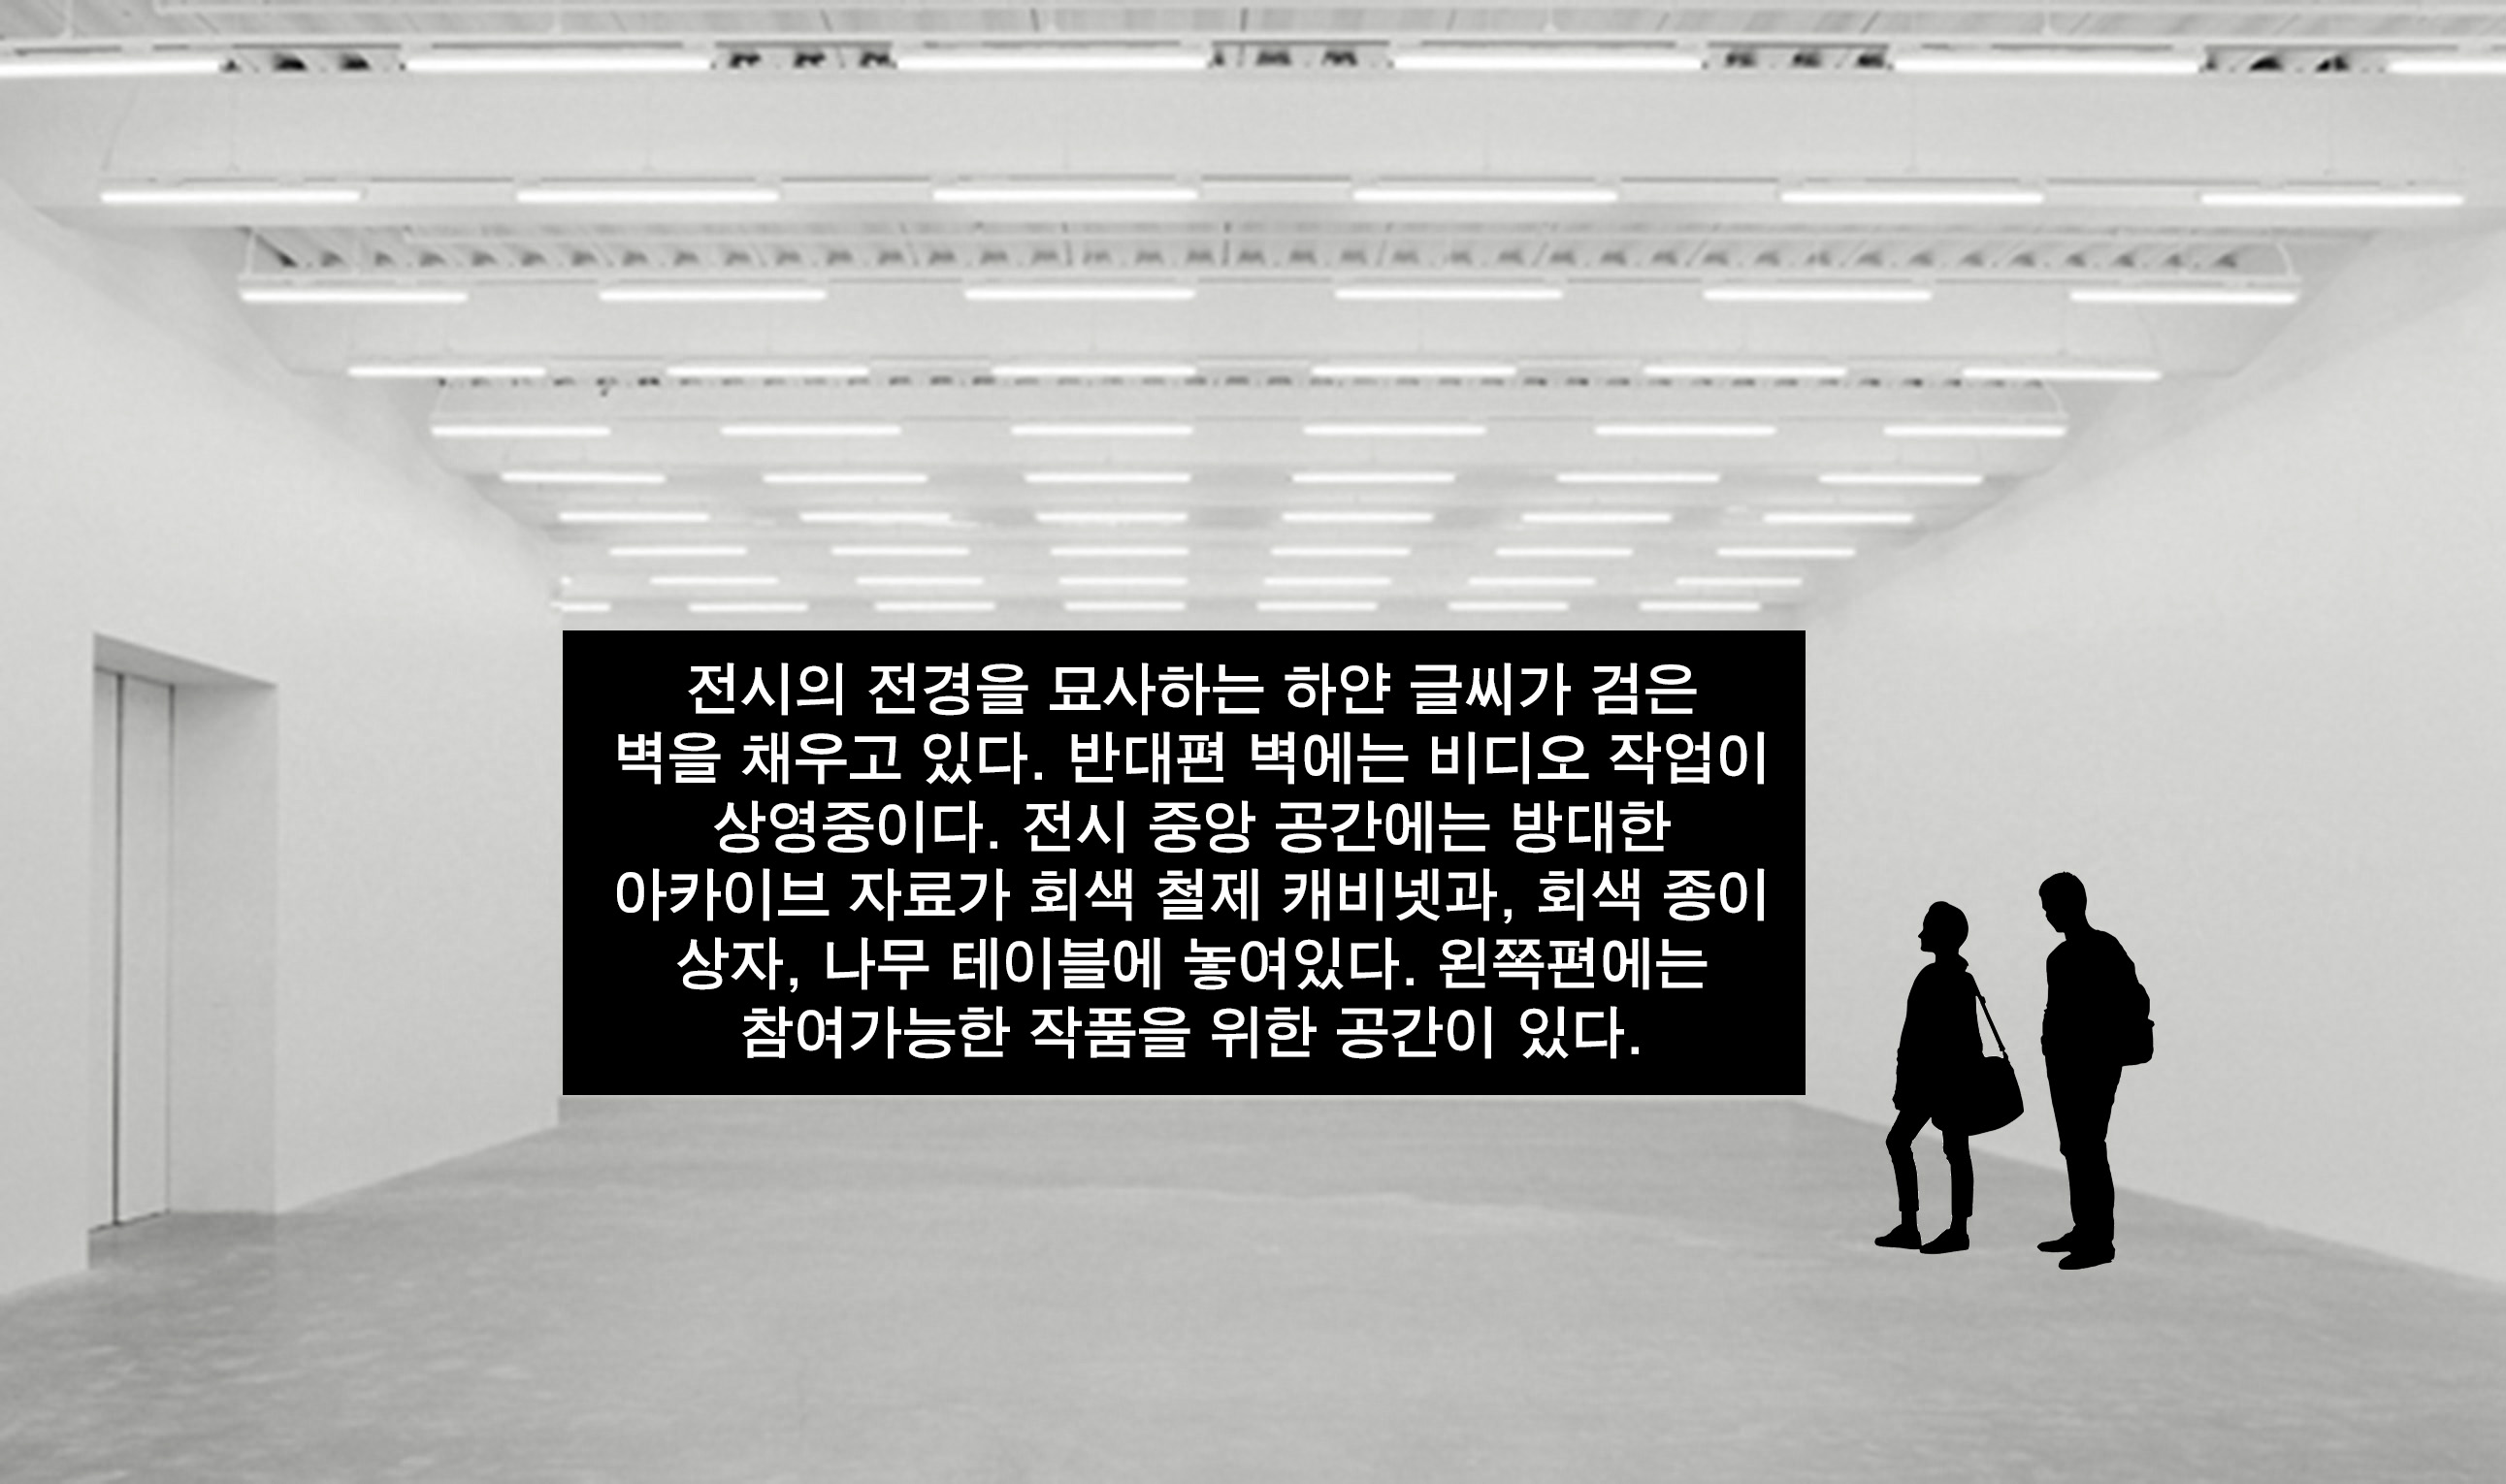 전시의 전경을 묘사하는 하얀 글씨가 검은
벽을 채우고 있다. 반대편 벽에는 비디오 작업이
상영중이다. 전시 중앙 공간에는 방대한
아카이브 자료가 회색 철제 캐비넷과, 회색 종이
상자, 나무 테이블에 놓여있다. 왼쪽편에는
참여가능한 작품을 위한 공간이 있다.